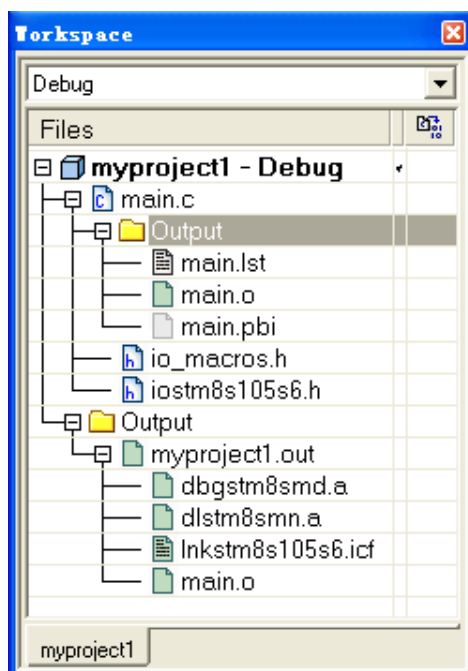 Workspace
Debug
Files
myproject1 - Debug
main.c
Output
main.lst
main.o
main.pbi
io_macros.h
iostm8s105s6.h
Output
myproject1.out
dbgstm8smd.a
dlstm8smn.a
lnkstm8s105s6.icf
main.o
myproject1